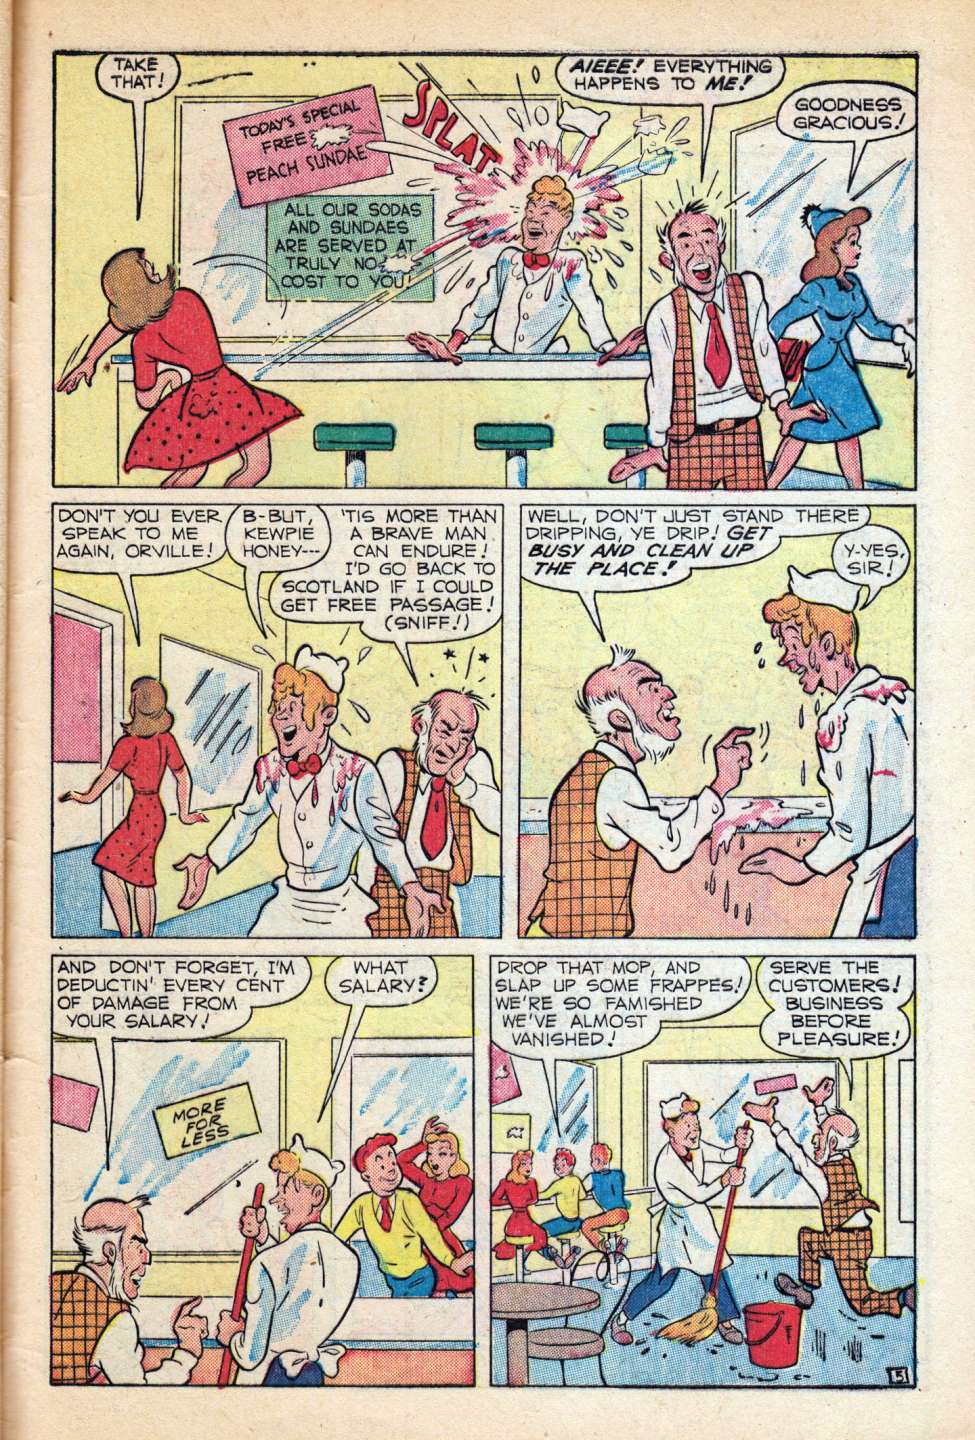 TAKE
THAT!
TODAY'S SPECIAL
FREE
PEACH SUNDAE
ALL OUR SODAS
AND SUNDAES
ARE SERVED AT
TRULY NO
COST TO YOU!
SPLAT
AIEEE! EVERYTHING
HAPPENS TO ME!
GOODNESS
GRACIOUS!
DON'T YOU EVER
SPEAK TO ME
AGAIN, ORVILLE!
B-BUT,
KEWPIE
HONEY---
'TIS MORE THAN
A BRAVE MAN
CAN ENDURE!
I'D GO BACK TO
SCOTLAND IF I COULD
GET FREE PASSAGE!
(SNIFF!)
WELL, DON'T JUST STAND THERE
DRIPPING, YE DRIP! GET
BUSY AND CLEAN UP
THE PLACE!
Y-YES,
SIR!
AND DON'T FORGET, I'M
DEDUCTIN' EVERY CENT
OF DAMAGE FROM
YOUR SALARY!
WHAT
SALARY?
MORE
FOR
LESS
DROP THAT MOP, AND
SLAP UP SOME FRAPPES!
WE'RE SO FAMISHED
WE'VE ALMOST
VANISHED!
SERVE THE
CUSTOMERS!
BUSINESS
BEFORE
PLEASURE!
5